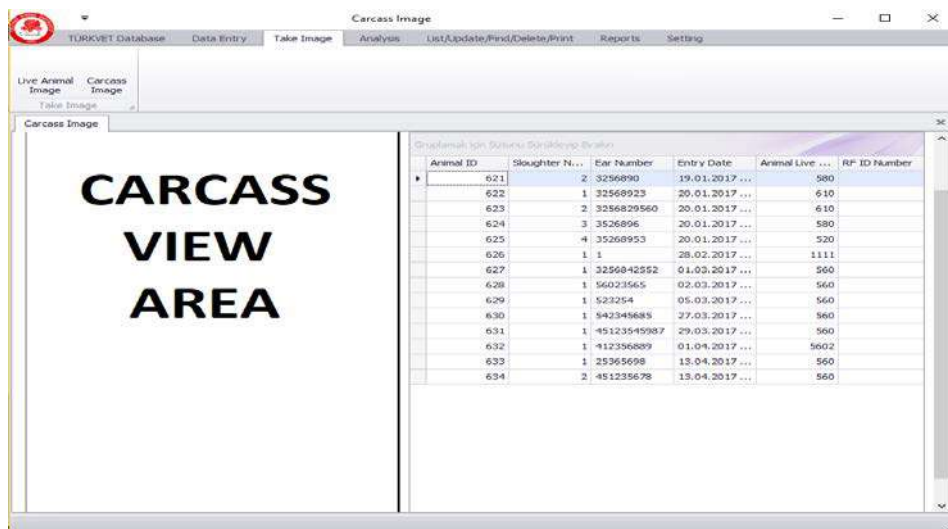 Carcass Image
TÜRKVET Database Data Entry Take Image Analysis List/Update/Find/Delete/Print Reports Setting
Live Animal Image Carcass Image
Take Image
Carcass Image
CARCASS
VIEW
AREA
Gruplamak için Sütunu Sürükleyip Bırakın
Animal ID Sloughter N... Ear Number Entry Date Animal Live ... RF ID Number
621 2 3256890 19.01.2017 ... 580
622 1 32568923 20.01.2017 ... 610
623 2 3256829560 20.01.2017 ... 610
624 3 3526896 20.01.2017 ... 580
625 4 35268953 20.01.2017 ... 520
626 1 1 28.02.2017 ... 1111
627 1 3256842552 01.03.2017 ... 560
628 1 56023565 02.03.2017 ... 560
629 1 523254 05.03.2017 ... 560
630 1 542345685 27.03.2017 ... 560
631 1 45123545987 29.03.2017 ... 560
632 1 412356889 01.04.2017 ... 5602
633 1 25365698 13.04.2017 ... 560
634 2 451235678 13.04.2017 ... 560